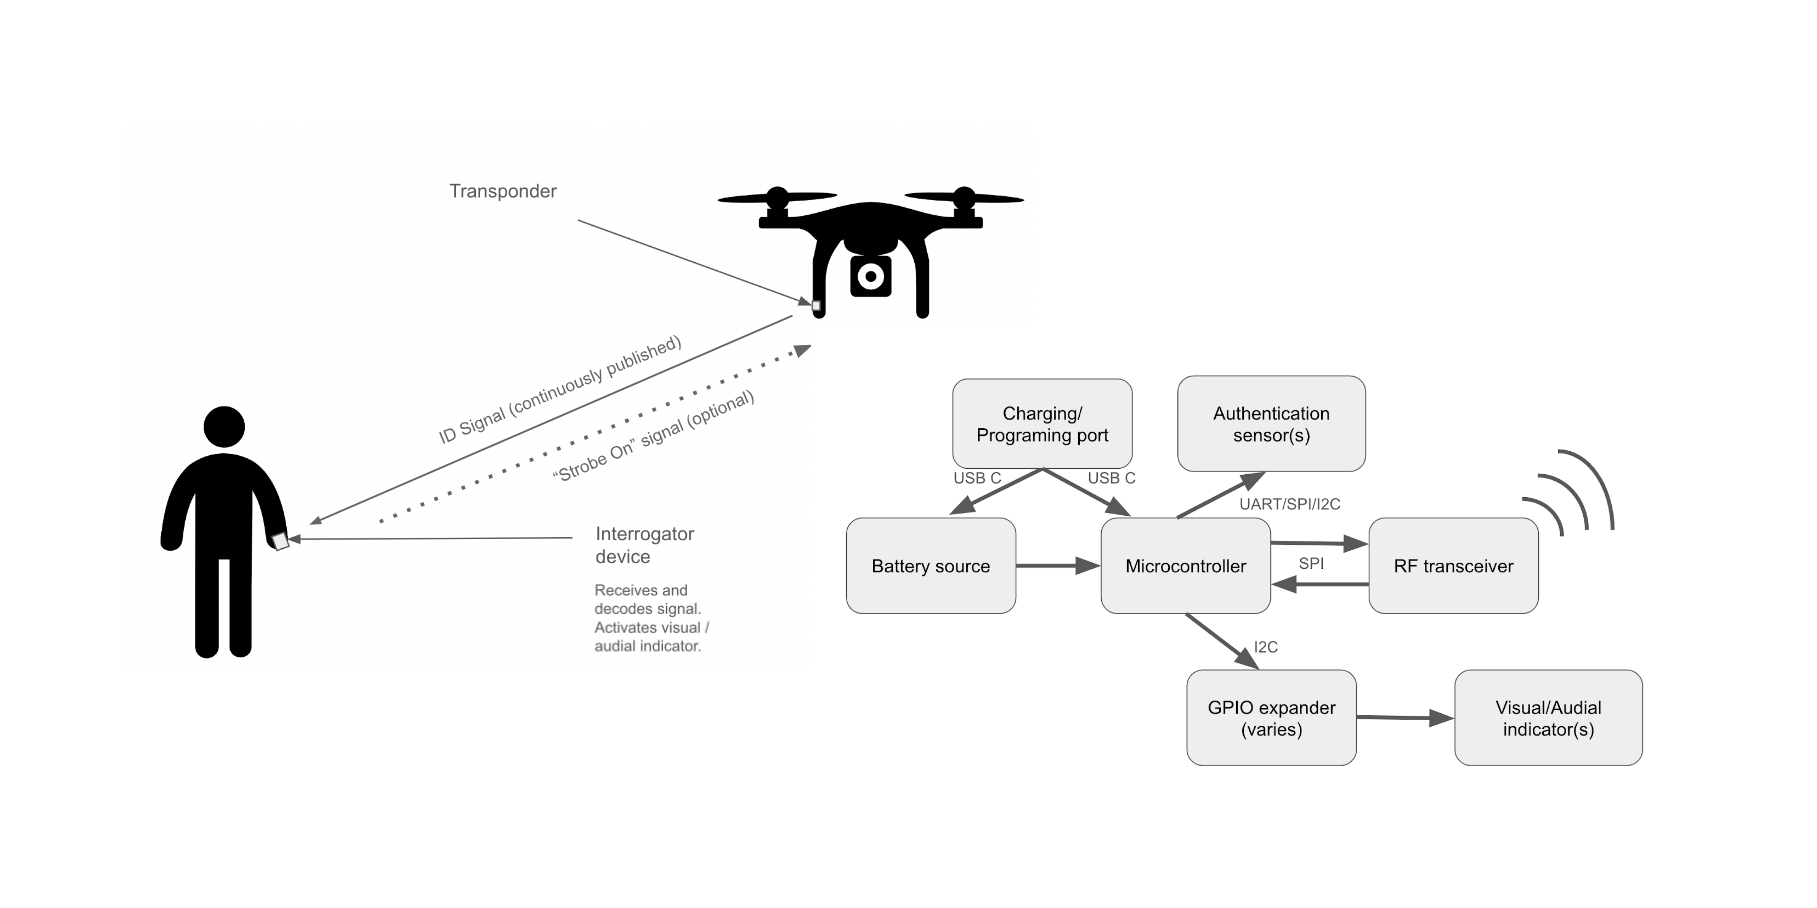 Transponder
ID Signal (continuously published)
“Strobe On” signal (optional)
Interrogator
device
Receives and
decodes signal.
Activates visual /
audial indicator.
Charging/
Programing port
Authentication
sensor(s)
USB C
USB C
UART/SPI/I2C
Battery source
Microcontroller
SPI
RF transceiver
I2C
GPIO expander
(varies)
Visual/Audial
indicator(s)